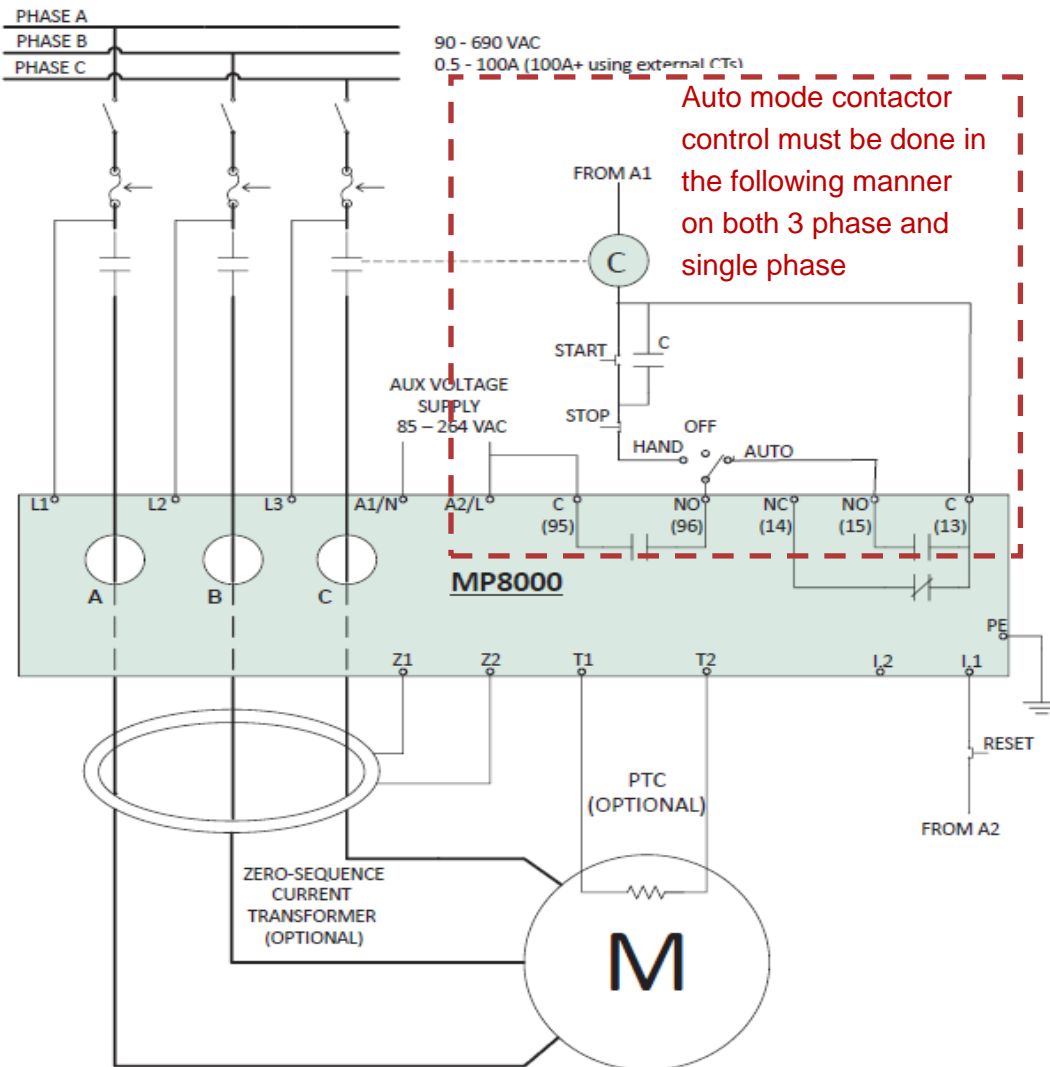 PHASE A
PHASE B
PHASE C
90 - 690 VAC
0.5 - 100A (100A+ using external CTs)
Auto mode contactor
control must be done in
the following manner
on both 3 phase and
single phase
FROM A1
C
START
C
STOP
AUX VOLTAGE
SUPPLY
85 – 264 VAC
OFF
HAND
AUTO
L1
L2
L3
A1/N
A2/L
C
(95)
NO
(96)
NC
(14)
NO
(15)
C
(13)
A
B
C
MP8000
PE
Z1
Z2
T1
T2
I.2
I.1
RESET
PTC
(OPTIONAL)
FROM A2
ZERO-SEQUENCE
CURRENT
TRANSFORMER
(OPTIONAL)
M